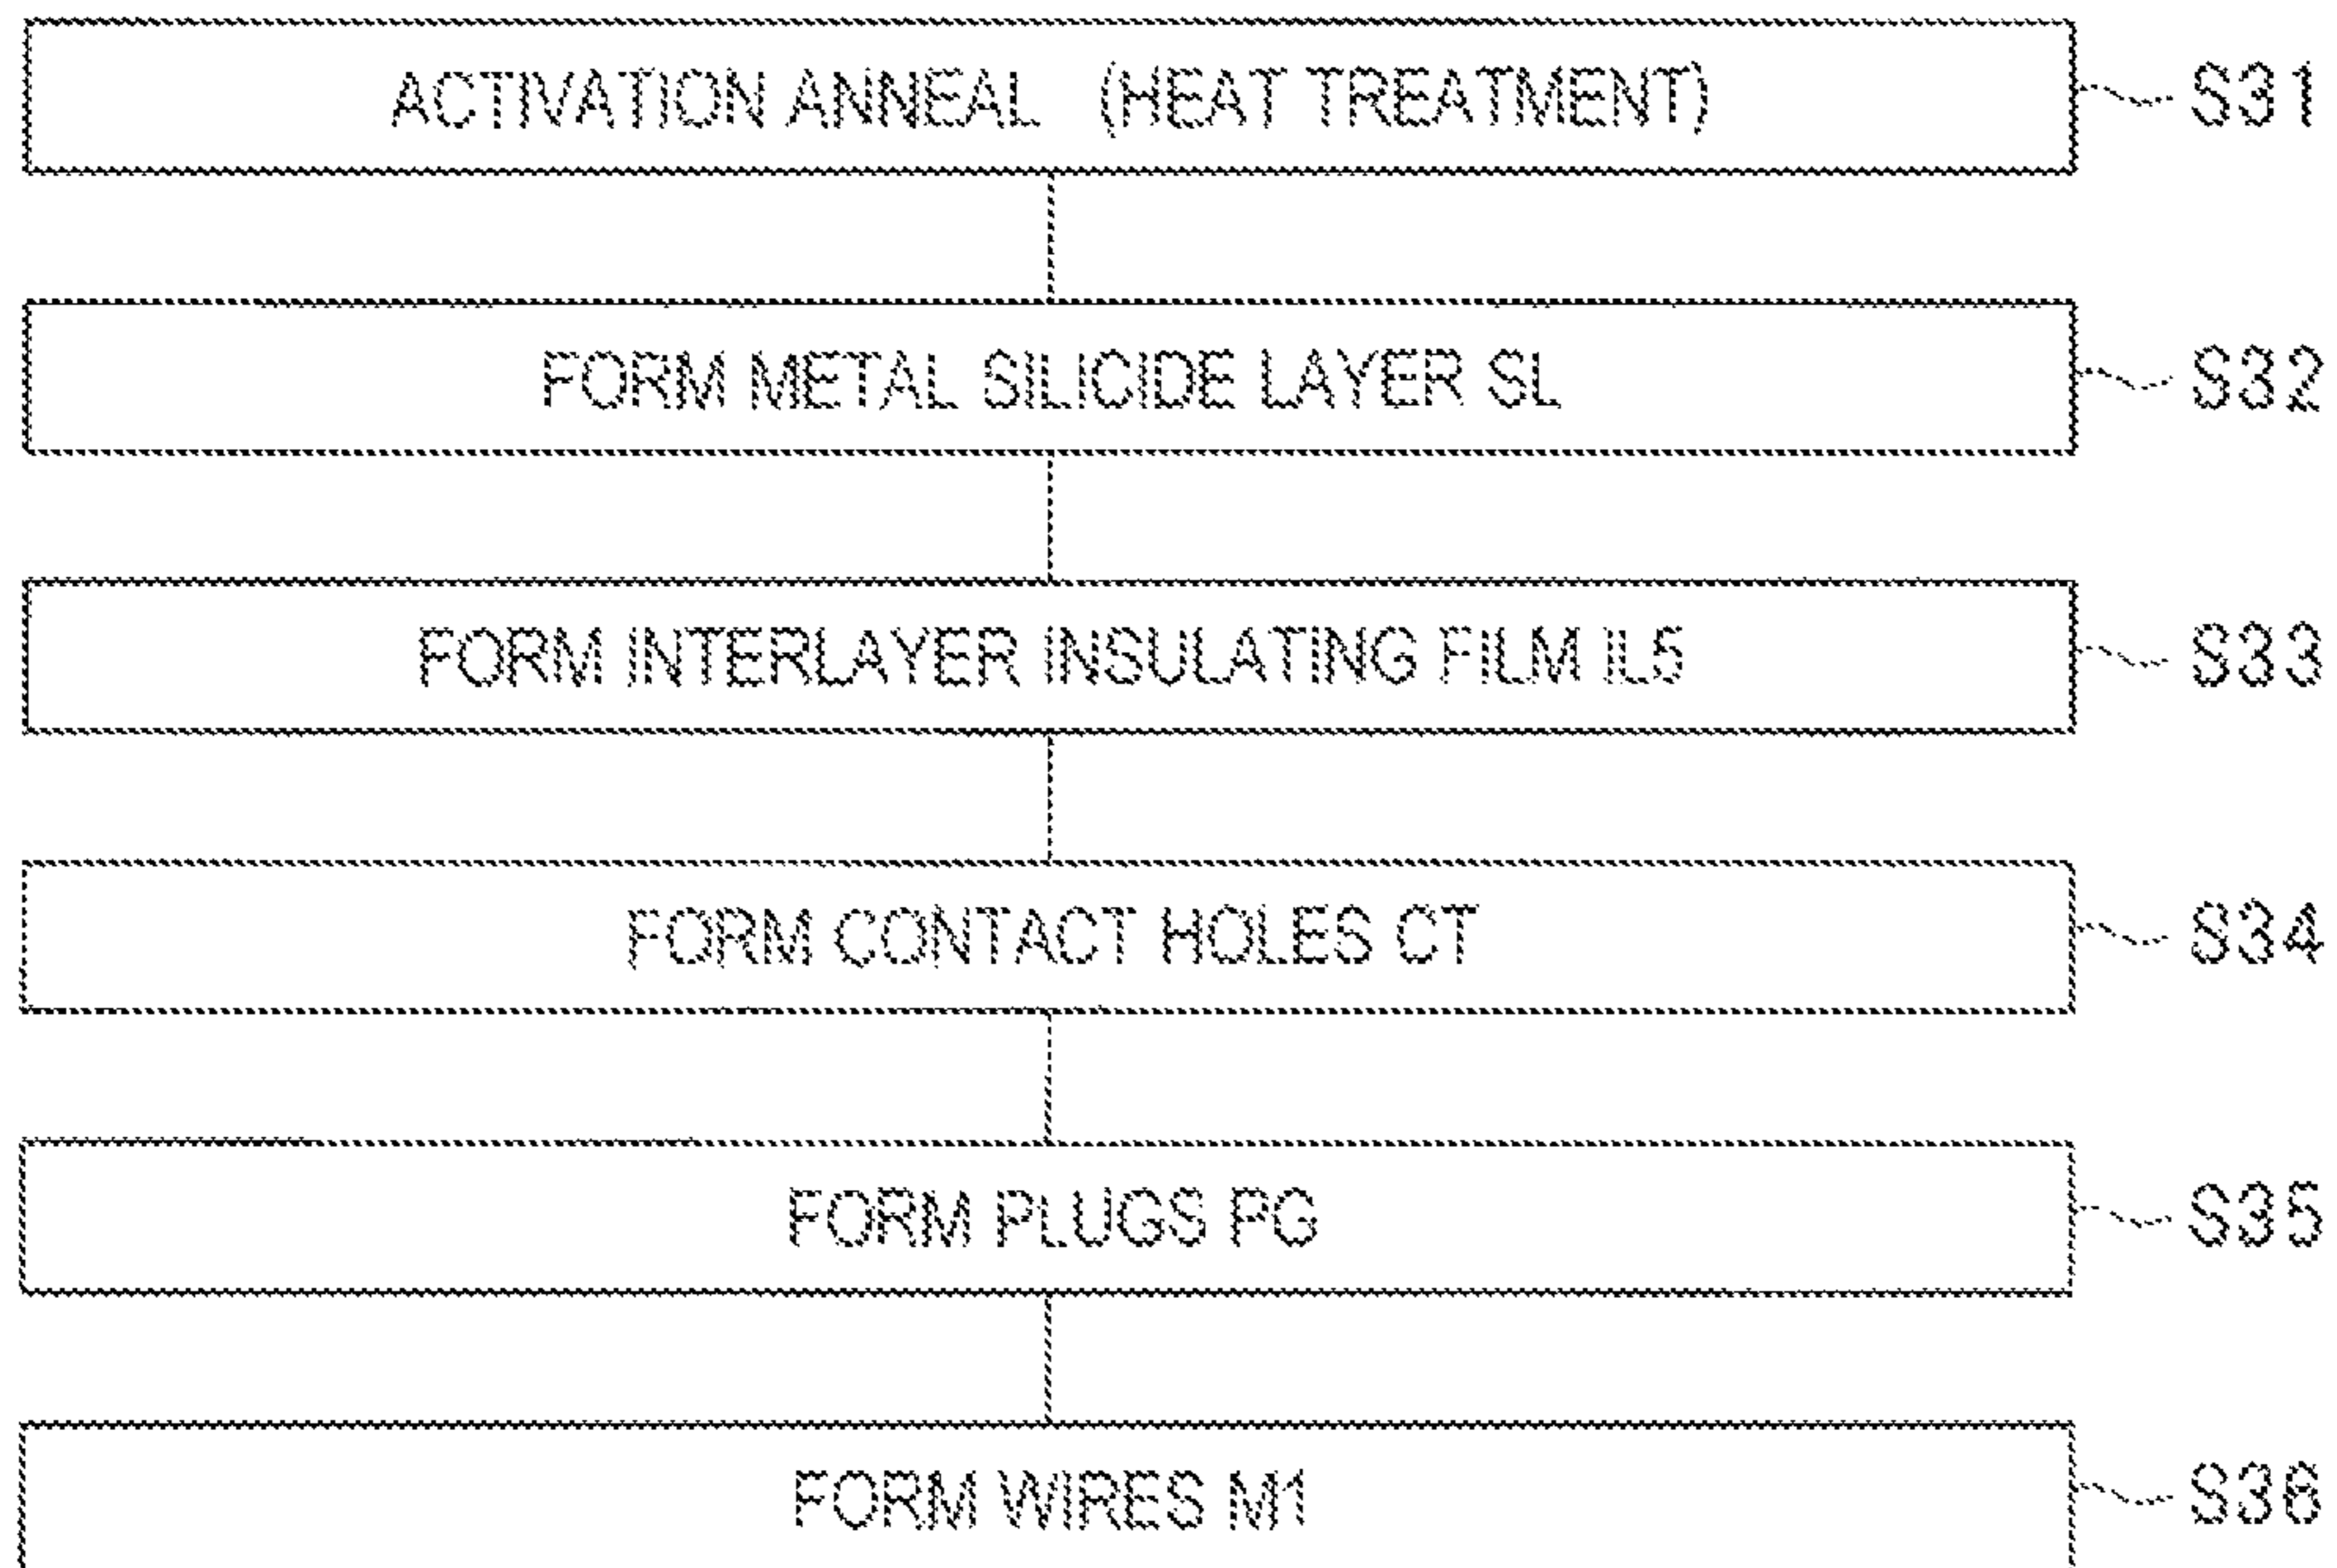 ACTIVATION ANNEAL (HEAT TREATMENT) S31
FORM METAL SILICIDE LAYER SL S32
FORM INTERLAYER INSULATING FILM IL5 S33
FORM CONTACT HOLES CT S34
FORM PLUGS PG S35
FORM WIRES M1 S36